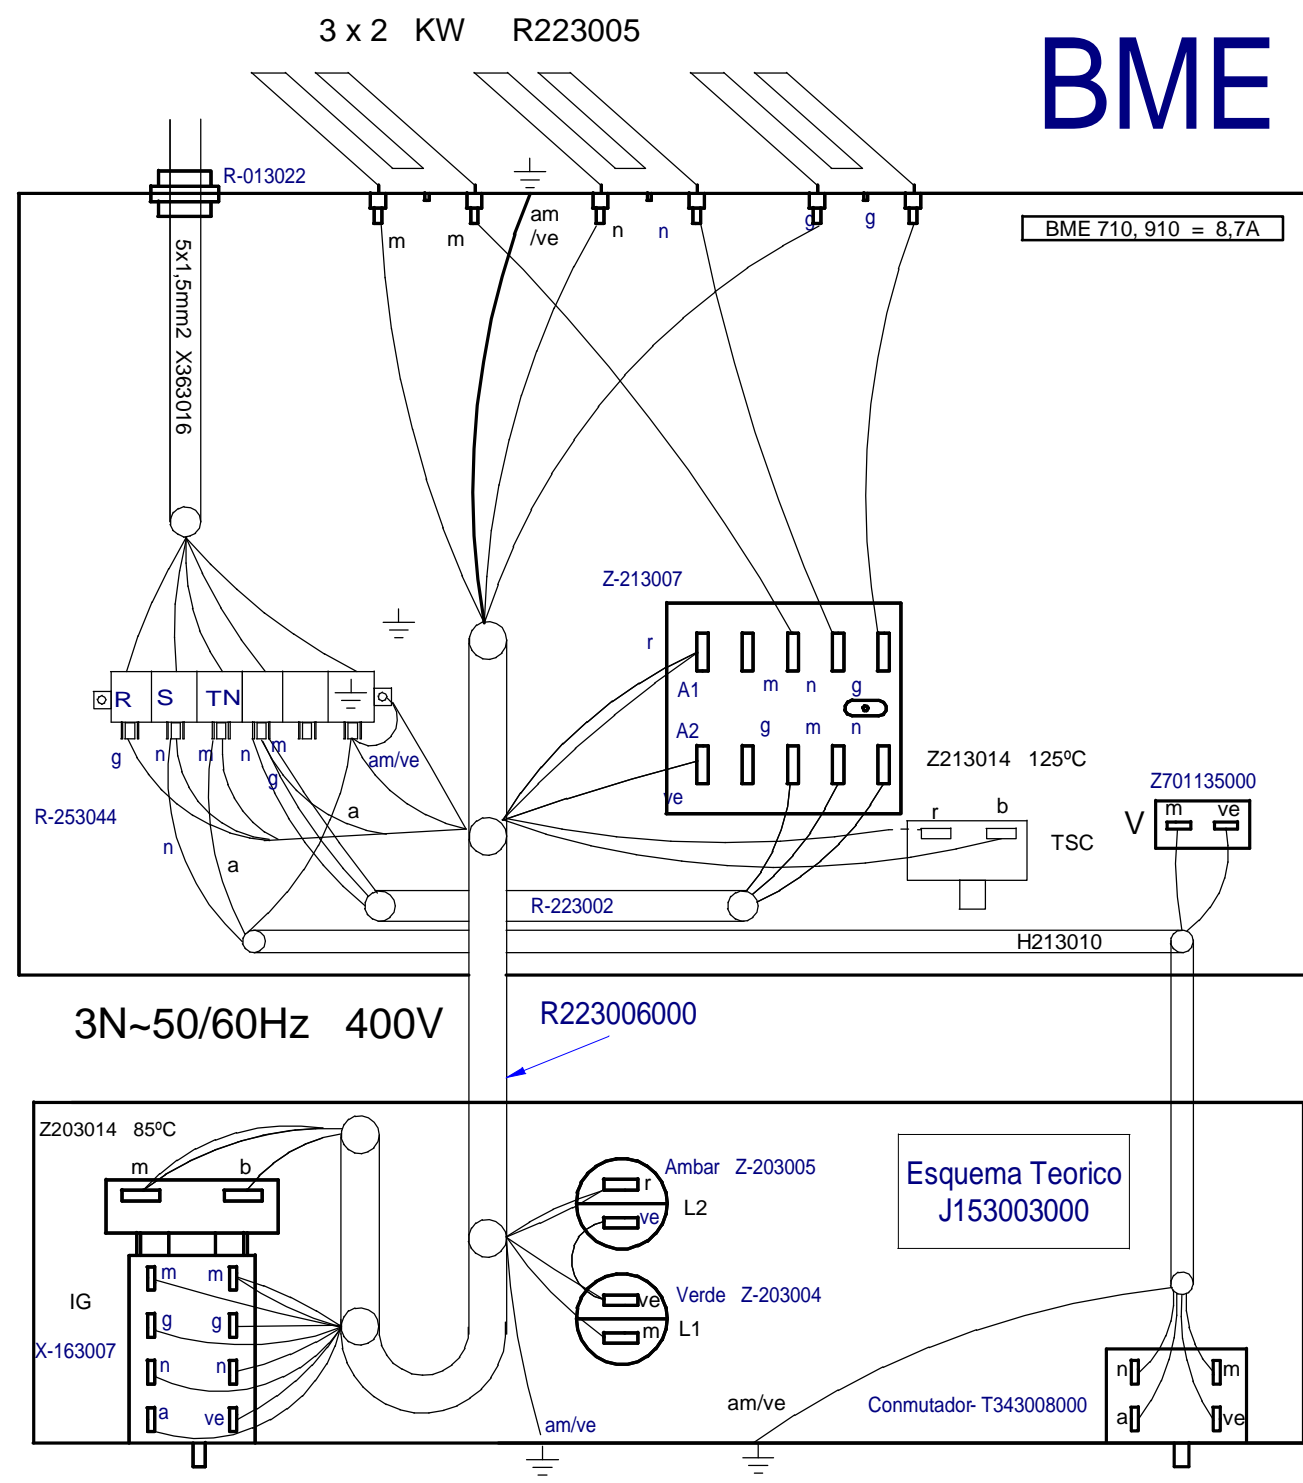 3 x 2 KW R223005
BME
R-013022
am
/ve
m
m
n
n
g
g
BME 710, 910 = 8,7A
5x1,5mm2 X363016
Z-213007
r
A1
m
n
g
A2
g
m
n
ve
R
S
TN
g
n
m
n
m
g
am/ve
R-253044
a
n
a
Z213014 125ºC
r
b
TSC
Z701135000
V
m
ve
R-223002
H213010
3N~50/60Hz 400V
R223006000
Z203014 85ºC
m
b
Ambar Z-203005
r
L2
ve
Esquema Teorico
J153003000
IG
m
m
g
g
X-163007
n
n
a
ve
ve
Verde Z-203004
m
L1
am/ve
am/ve
Conmutador- T343008000
n
m
a
ve